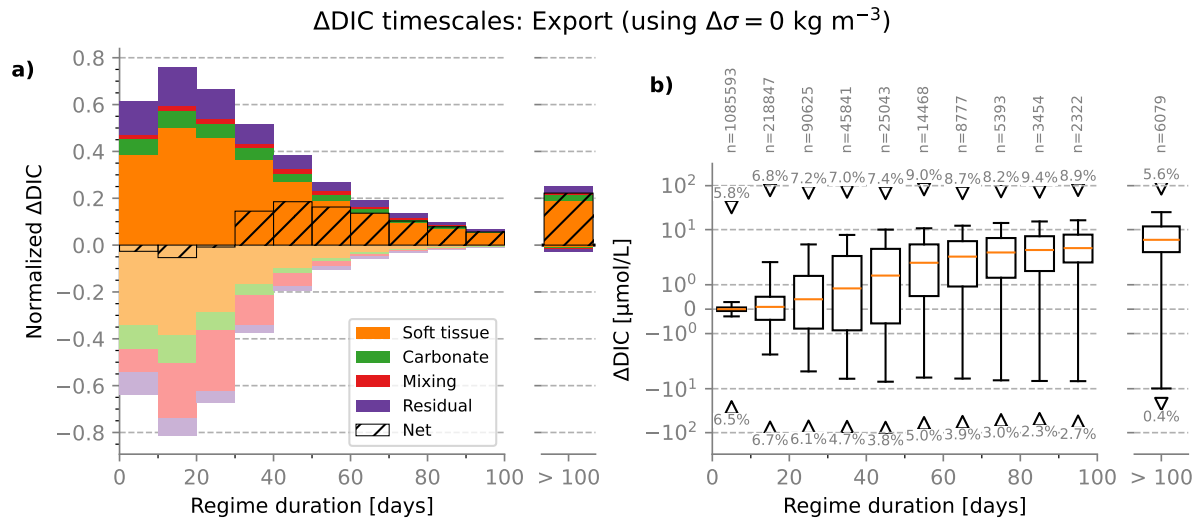 ΔDIC timescales: Export (using Δσ = 0 kg m⁻³)
a)
Normalized ΔDIC
0.8
0.6
0.4
0.2
0.0
−0.2
−0.4
−0.6
−0.8
Soft tissue
Carbonate
Mixing
Residual
Net
0 20 40 60 80 100
> 100
Regime duration [days]
b)
n=1085593
n=218847
n=90625
n=45841
n=25043
n=14468
n=8777
n=5393
n=3454
n=2322
n=6079
5.8% 6.8% 7.2% 7.0% 7.4% 9.0% 8.7% 8.2% 9.4% 8.9% 5.6%
ΔDIC [μmol/L]
10²
10¹
10⁰
0
−10⁰
−10¹
−10²
6.5% 6.7% 6.1% 4.7% 3.8% 5.0% 3.9% 3.0% 2.3% 2.7% 0.4%
0 20 40 60 80 100
> 100
Regime duration [days]